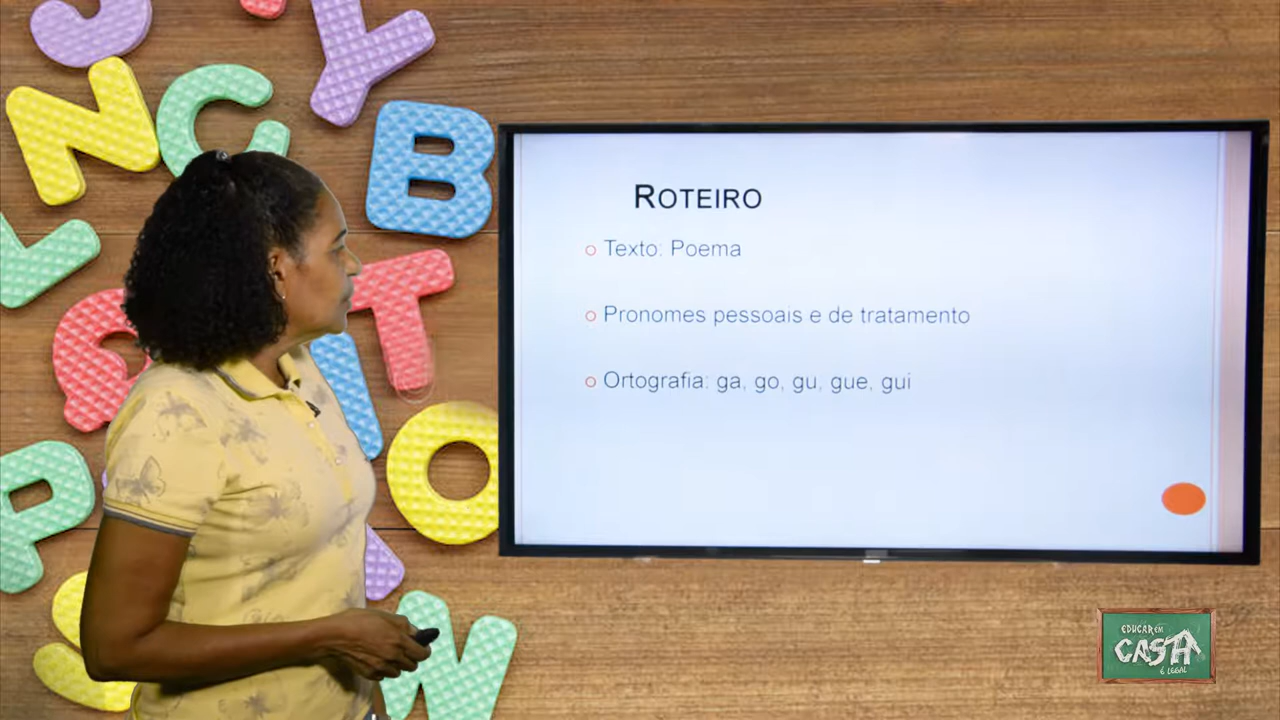 ROTEIRO
Texto: Poema
Pronomes pessoais e de tratamento
Ortografia: ga, go, gu, gue, gui
EDUCAR EM
CASA
É LEGAL